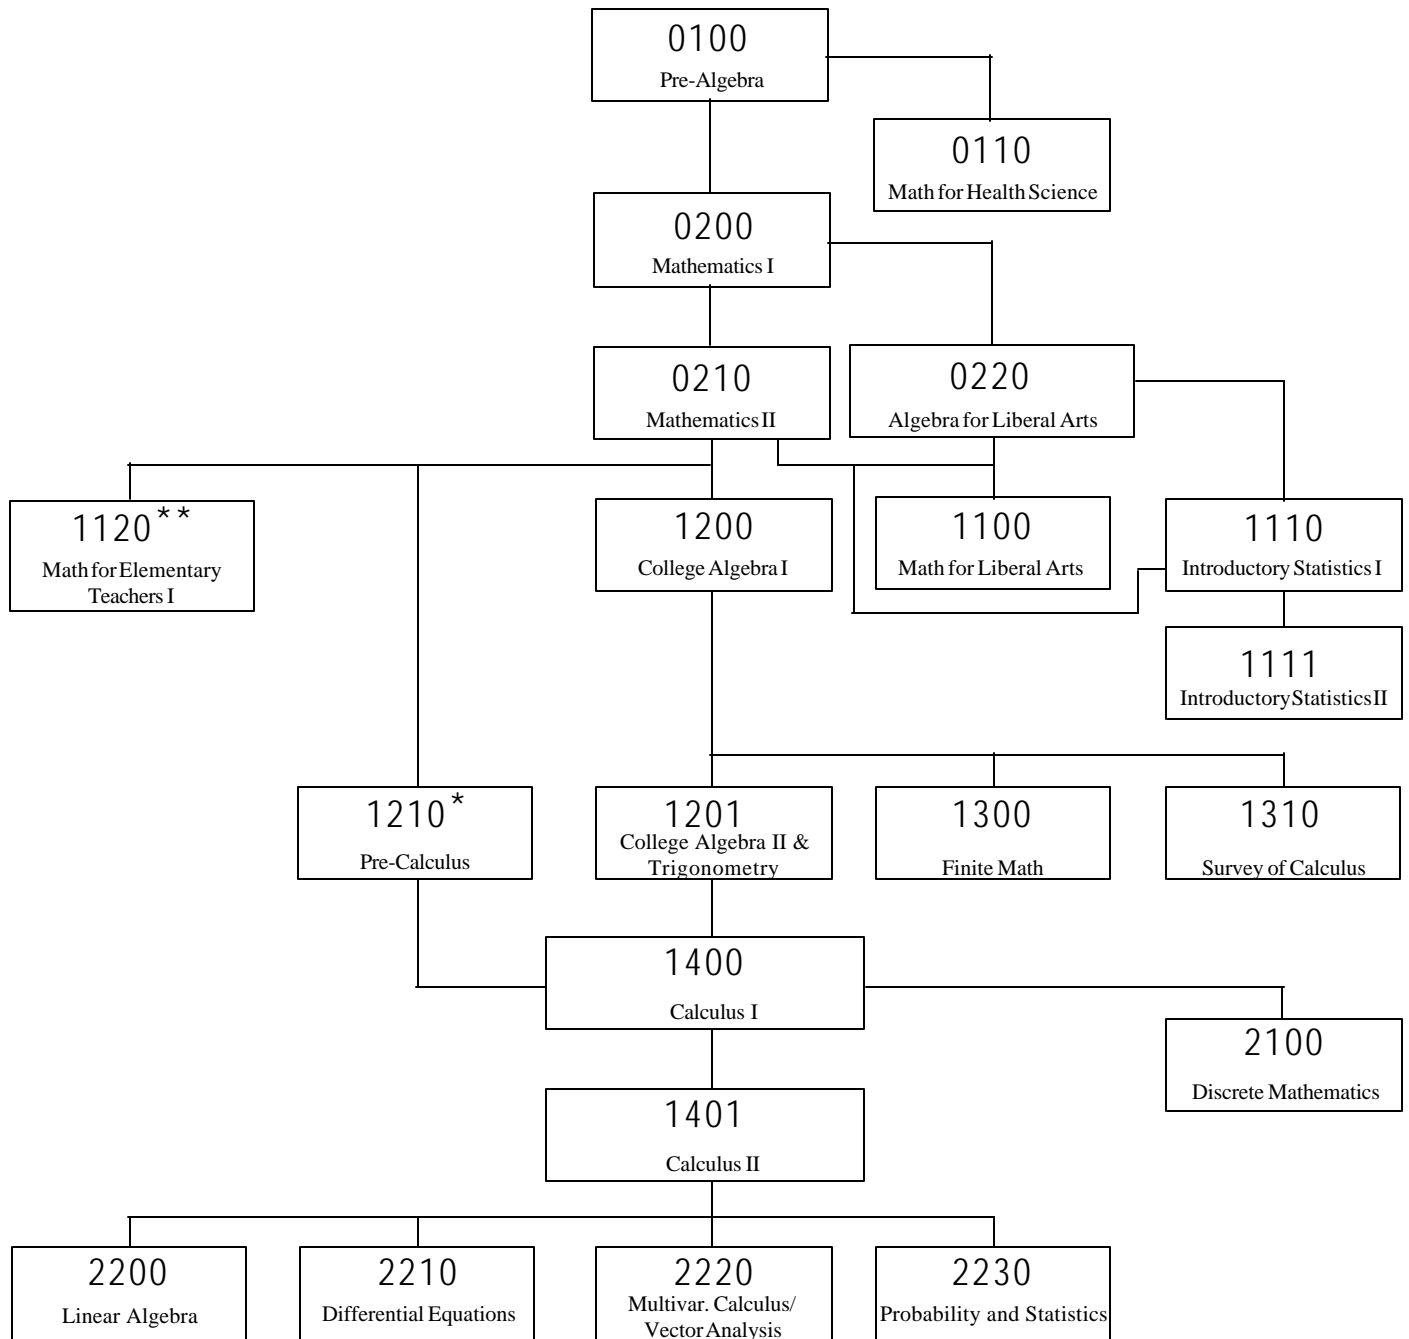 0100
Pre-Algebra
0110
Math for Health Science
0200
Mathematics I
0210
Mathematics II
0220
Algebra for Liberal Arts
1120**
Math for Elementary
Teachers I
1200
College Algebra I
1100
Math for Liberal Arts
1110
Introductory Statistics I
1111
Introductory Statistics II
1210*
Pre-Calculus
1201
College Algebra II &
Trigonometry
1300
Finite Math
1310
Survey of Calculus
1400
Calculus I
2100
Discrete Mathematics
1401
Calculus II
2200
Linear Algebra
2210
Differential Equations
2220
Multivar. Calculus/
Vector Analysis
2230
Probability and Statistics